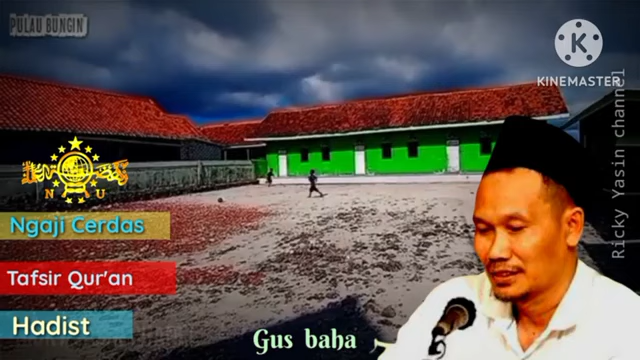 PULAU BUNGIN
KINEMASTER
Ricky Yasin channel
N U
Ngaji Cerdas
Tafsir Qur'an
Hadist
Gus baha